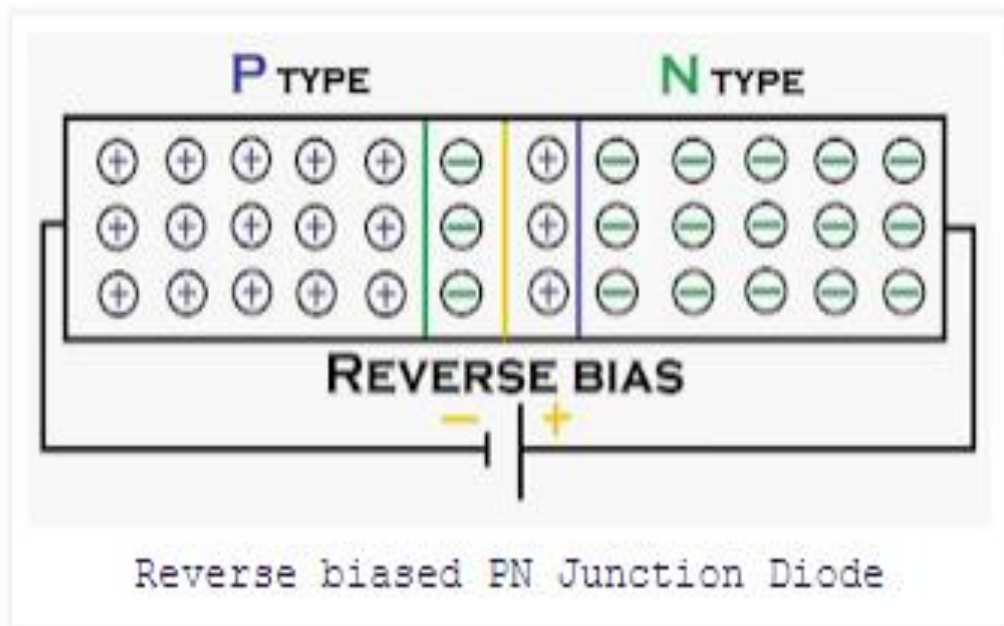 P TYPE N TYPE
REVERSE BIAS
− +
Reverse biased PN Junction Diode